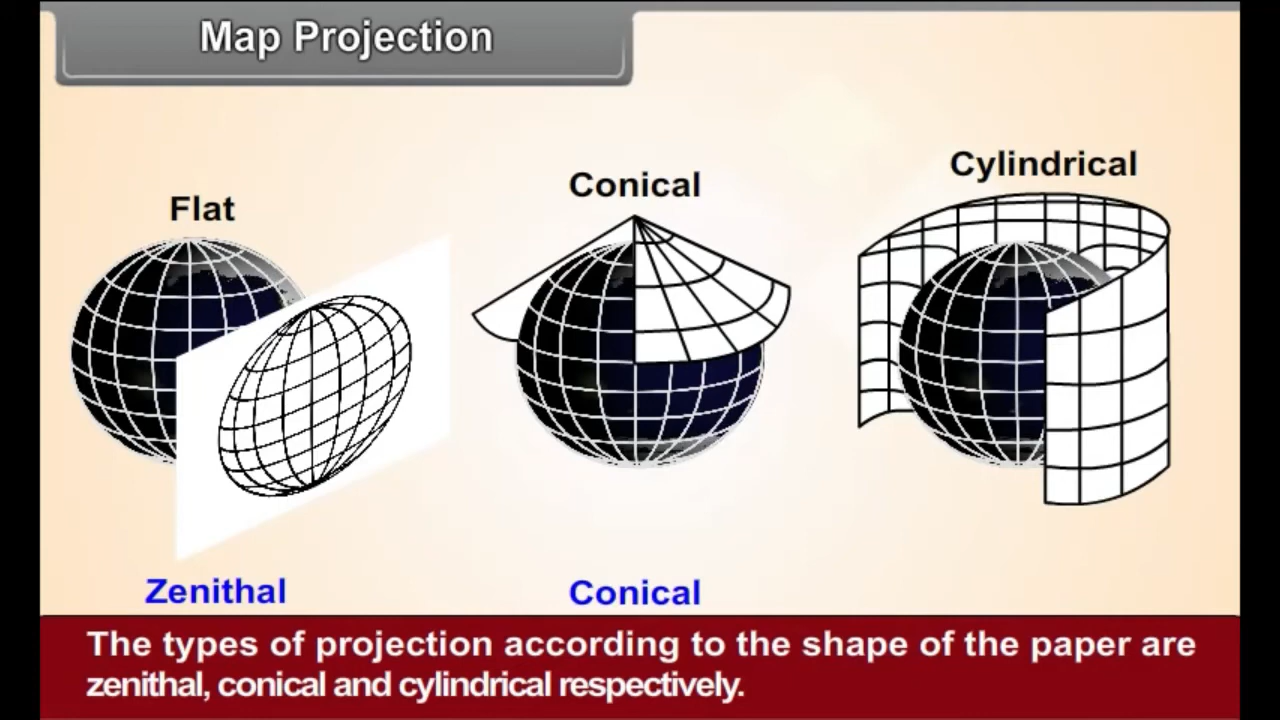 Map Projection
Flat
Conical
Cylindrical
Zenithal
Conical
The types of projection according to the shape of the paper are
zenithal, conical and cylindrical respectively.